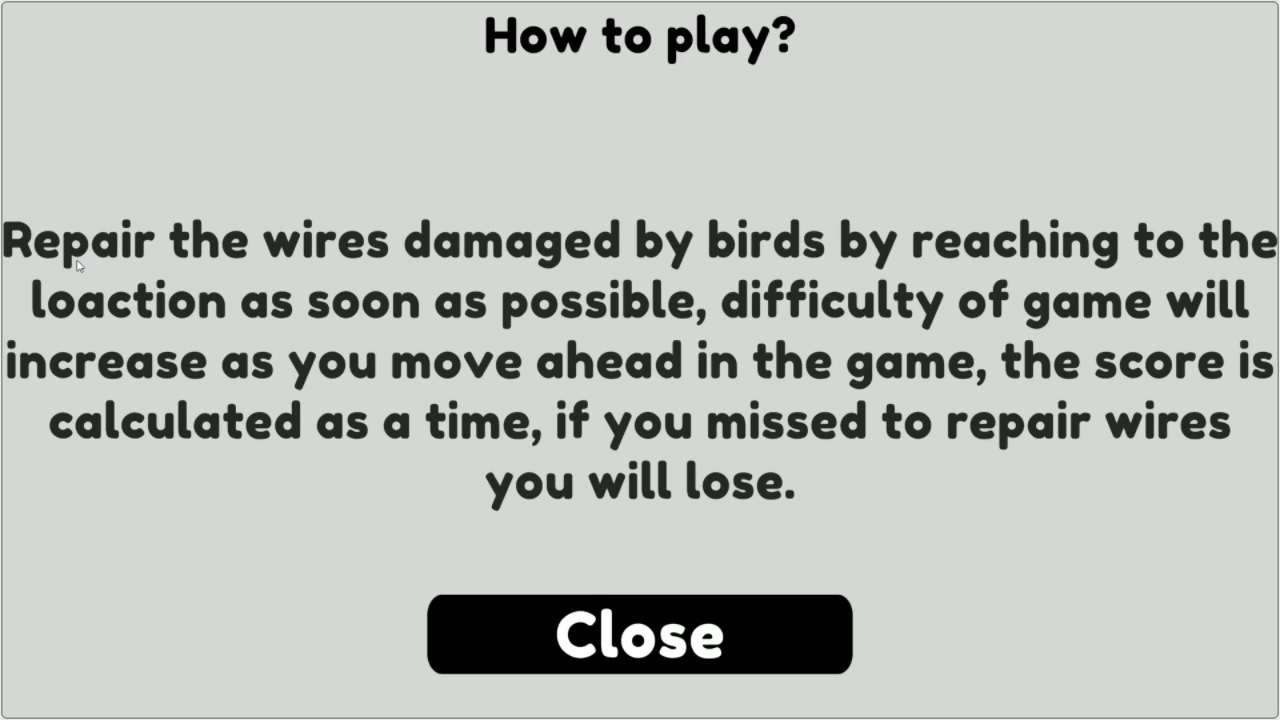 How to play?
Repair the wires damaged by birds by reaching to the
loaction as soon as possible, difficulty of game will
increase as you move ahead in the game, the score is
calculated as a time, if you missed to repair wires
you will lose.
Close